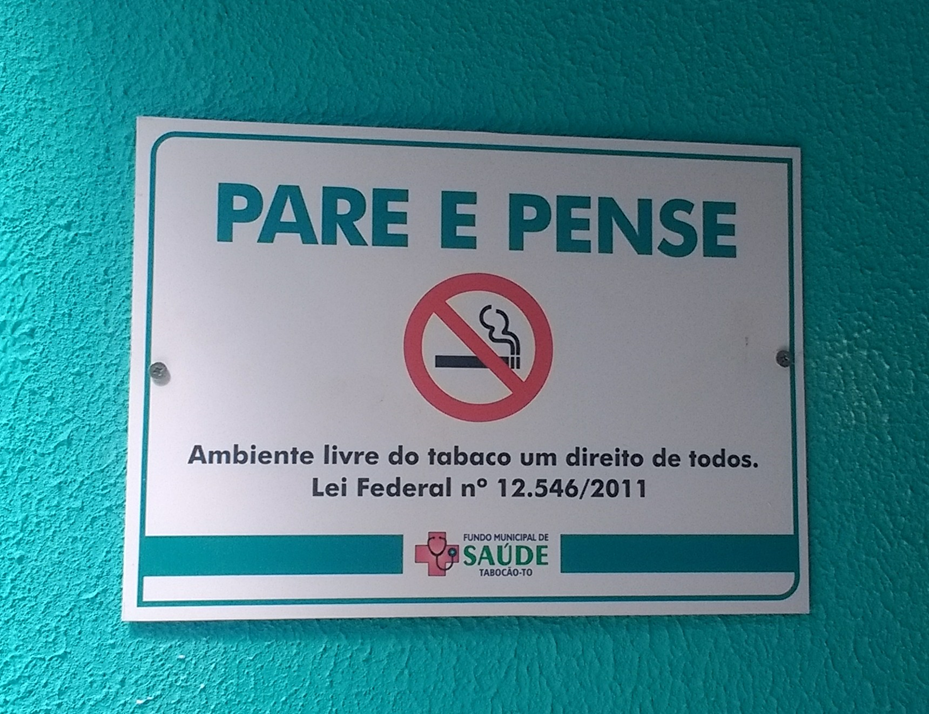 PARE E PENSE
Ambiente livre do tabaco um direito de todos.
Lei Federal nº 12.546/2011
FUNDO MUNICIPAL DE
SAÚDE
TABOCÃO-TO